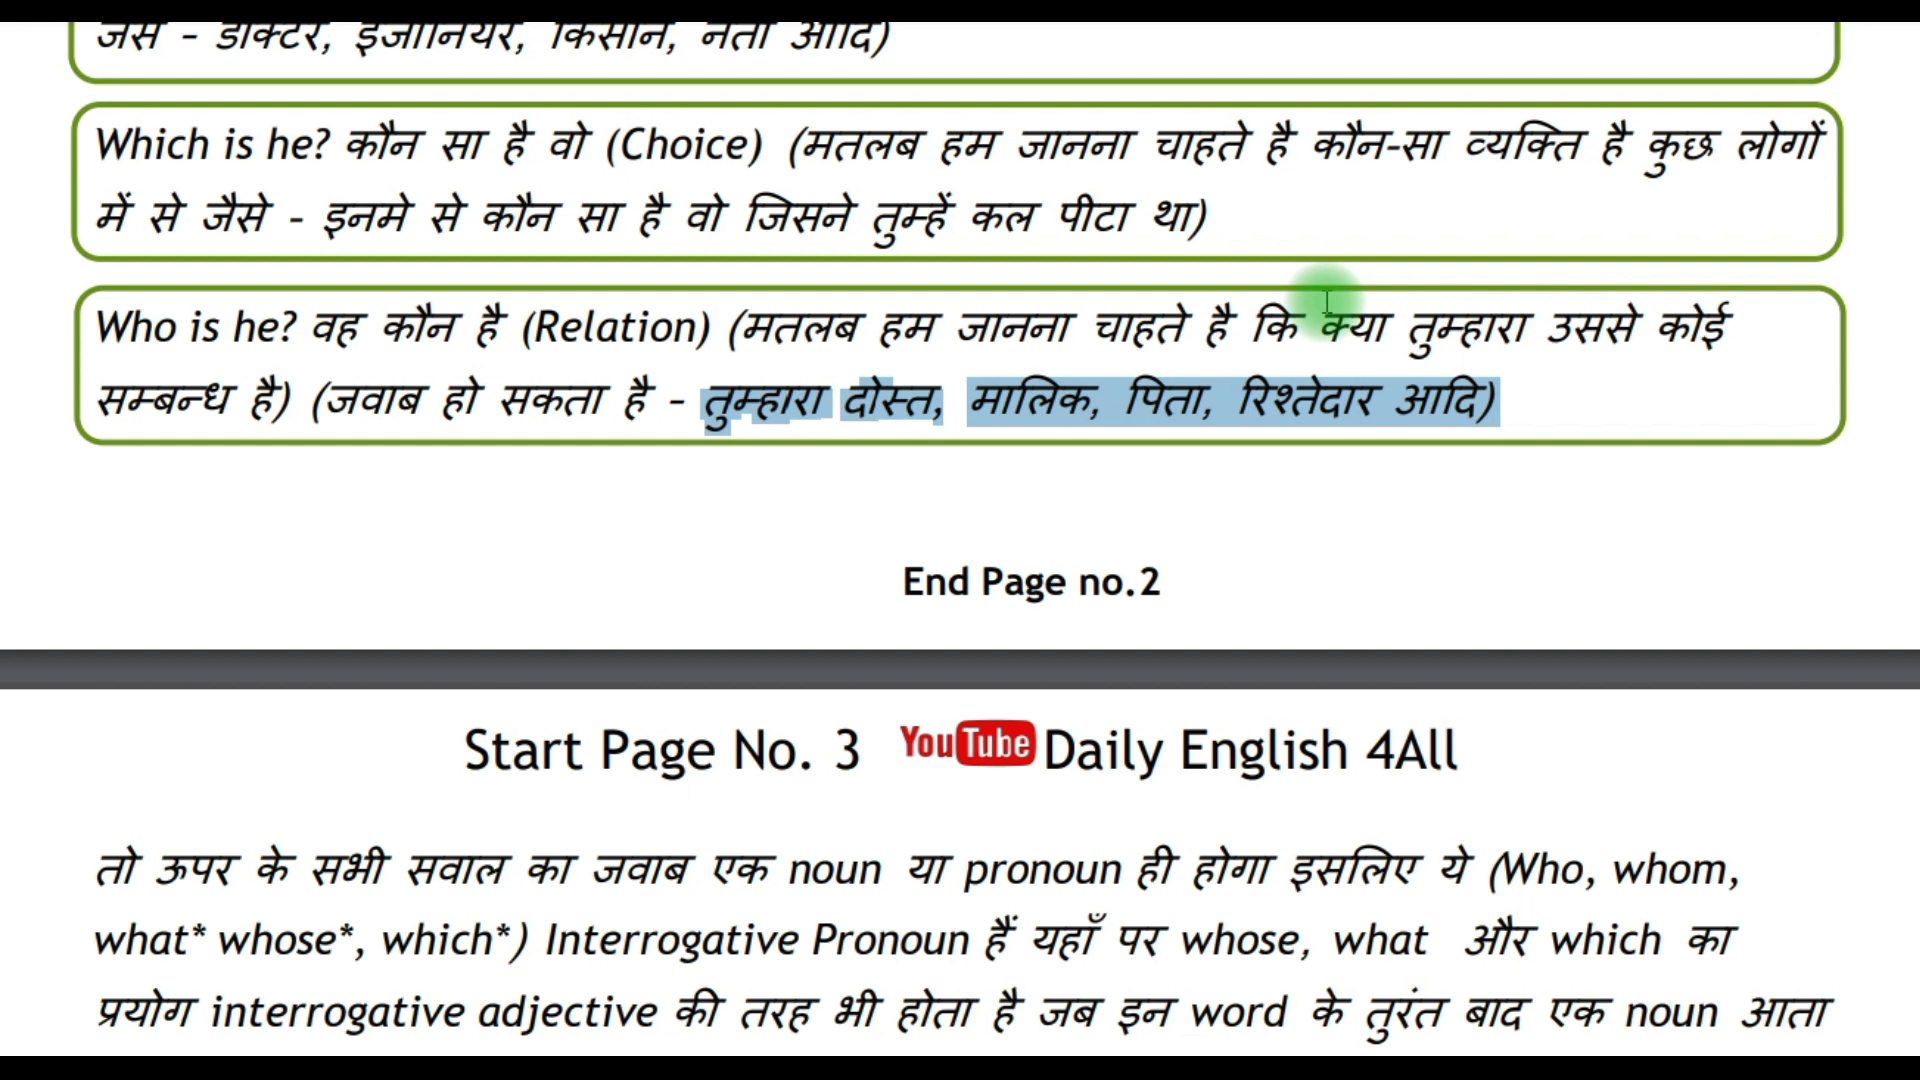 जैसे - डॉक्टर, इंजीनियर, किसान, नेता आदि)
Which is he? कौन सा है वो (Choice) (मतलब हम जानना चाहते है कौन-सा व्यक्ति है कुछ लोगों
में से जैसे - इनमे से कौन सा है वो जिसने तुम्हें कल पीटा था)
Who is he? वह कौन है (Relation) (मतलब हम जानना चाहते है कि क्या तुम्हारा उससे कोई
सम्बन्ध है) (जवाब हो सकता है - तुम्हारा दोस्त, मालिक, पिता, रिश्तेदार आदि)
End Page no.2
Start Page No. 3 YouTube Daily English 4All
तो ऊपर के सभी सवाल का जवाब एक noun या pronoun ही होगा इसलिए ये (Who, whom,
what* whose*, which*) Interrogative Pronoun हैं यहाँ पर whose, what और which का
प्रयोग interrogative adjective की तरह भी होता है जब इन word के तुरंत बाद एक noun आता